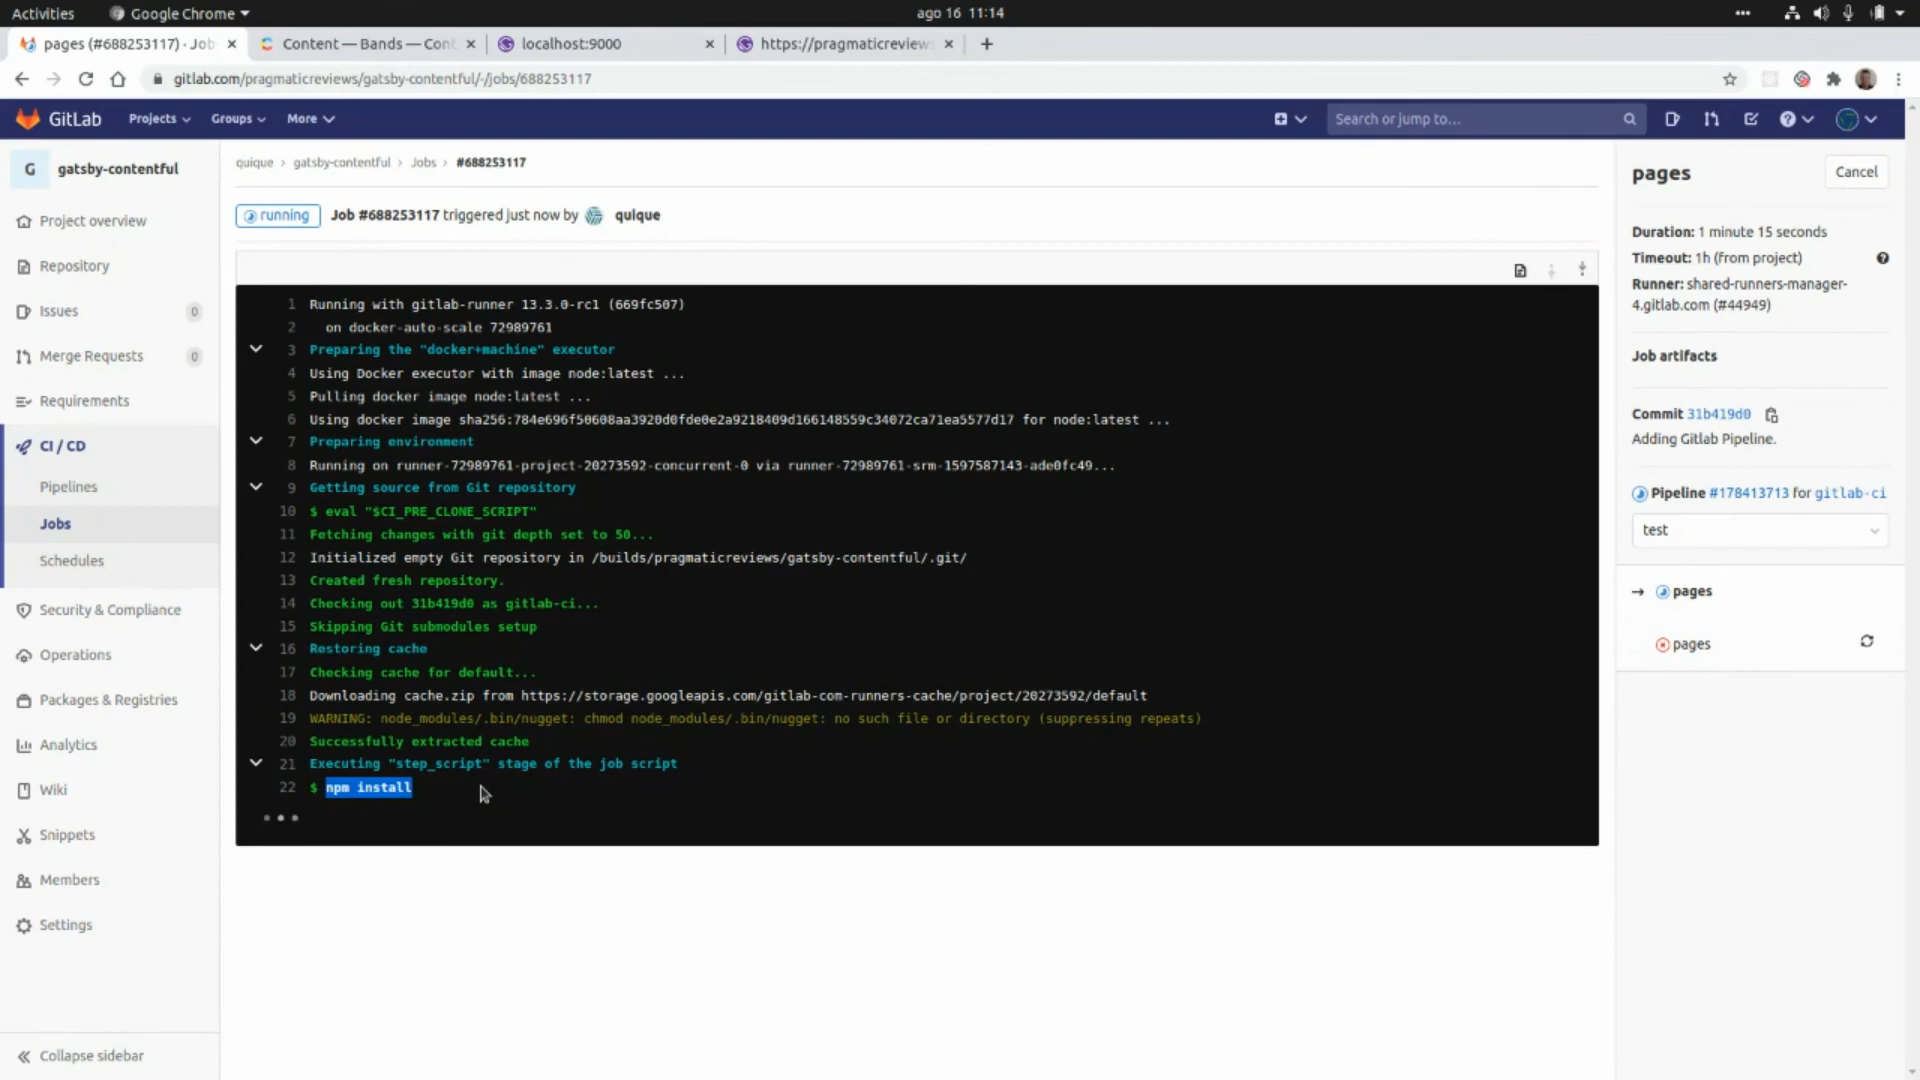 Activities Google Chrome ago 16 11:14
pages (#688253117) · Job Content — Bands — Cont localhost:9000 https://pragmaticreviews
gitlab.com/pragmaticreviews/gatsby-contentful/-/jobs/688253117
GitLab Projects Groups More Search or jump to...
G gatsby-contentful
Project overview
Repository
Issues 0
Merge Requests 0
Requirements
CI / CD
Pipelines
Jobs
Schedules
Security & Compliance
Operations
Packages & Registries
Analytics
Wiki
Snippets
Members
Settings
Collapse sidebar
quique › gatsby-contentful › Jobs › #688253117
running Job #688253117 triggered just now by quique
1 Running with gitlab-runner 13.3.0-rc1 (669fc507)
2 on docker-auto-scale 72989761
3 Preparing the "docker+machine" executor
4 Using Docker executor with image node:latest ...
5 Pulling docker image node:latest ...
6 Using docker image sha256:784e696f50608aa3920d0fde0e2a9218409d166148559c34072ca71ea5577d17 for node:latest ...
7 Preparing environment
8 Running on runner-72989761-project-20273592-concurrent-0 via runner-72989761-srm-1597587143-ade0fc49...
9 Getting source from Git repository
10 $ eval "$CI_PRE_CLONE_SCRIPT"
11 Fetching changes with git depth set to 50...
12 Initialized empty Git repository in /builds/pragmaticreviews/gatsby-contentful/.git/
13 Created fresh repository.
14 Checking out 31b419d0 as gitlab-ci...
15 Skipping Git submodules setup
16 Restoring cache
17 Checking cache for default...
18 Downloading cache.zip from https://storage.googleapis.com/gitlab-com-runners-cache/project/20273592/default
19 WARNING: node_modules/.bin/nugget: chmod node_modules/.bin/nugget: no such file or directory (suppressing repeats)
20 Successfully extracted cache
21 Executing "step_script" stage of the job script
22 $ npm install
pages Cancel
Duration: 1 minute 15 seconds
Timeout: 1h (from project)
Runner: shared-runners-manager-
4.gitlab.com (#44949)
Job artifacts
Commit 31b419d0
Adding Gitlab Pipeline.
Pipeline #178413713 for gitlab-ci
test
→ pages
pages